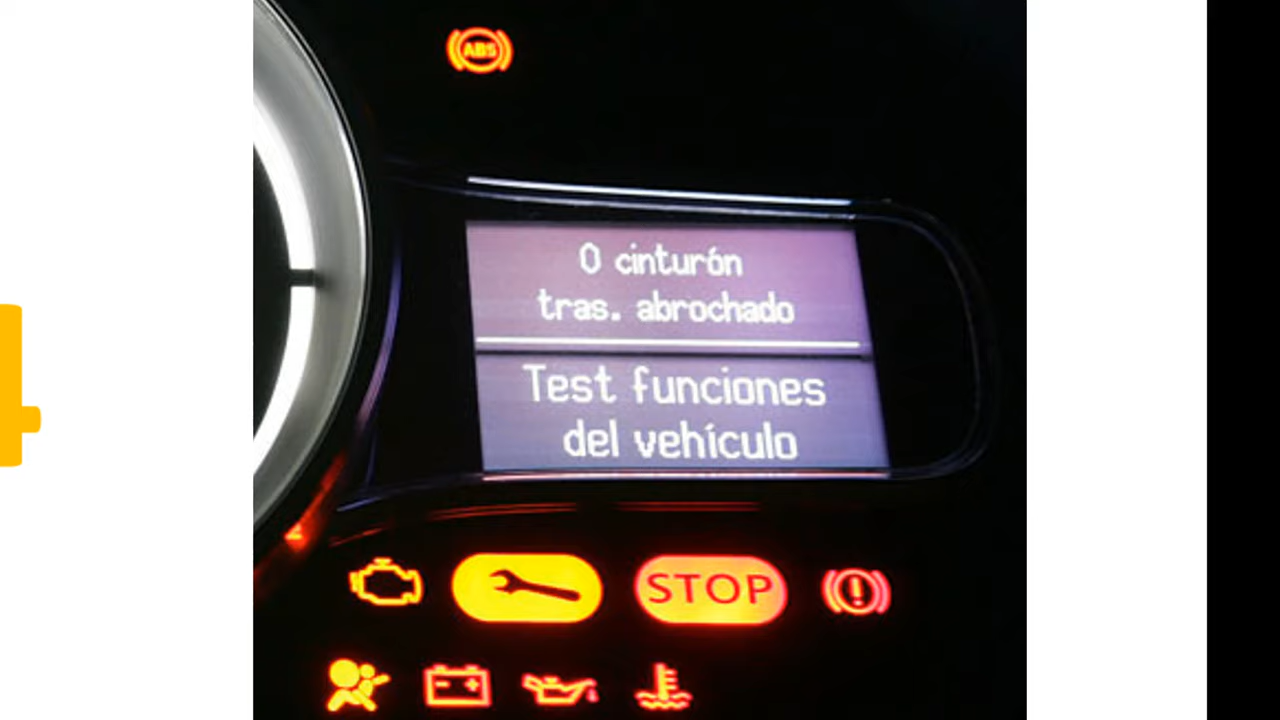 ABS
0 cinturón
tras. abrochado
Test funciones
del vehículo
STOP